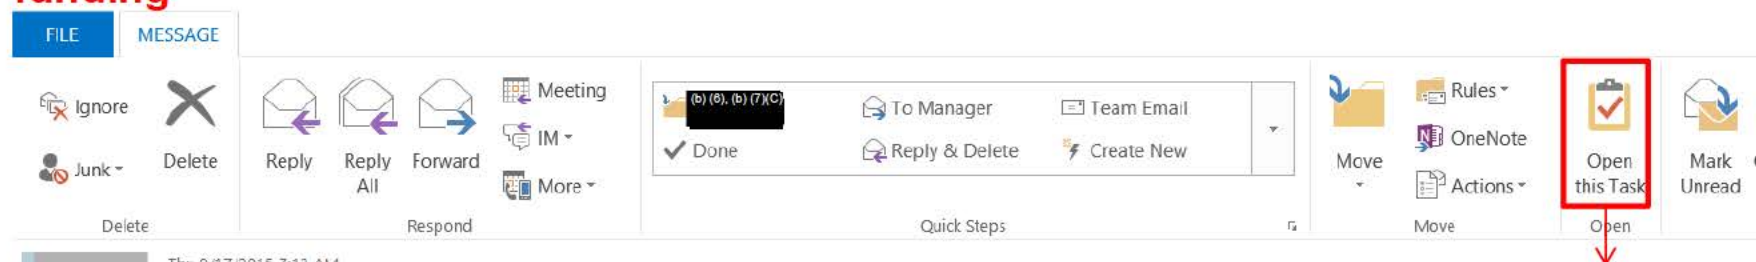 FILE MESSAGE
Ignore
Junk
Delete
Delete
Reply
Reply All
Forward
Meeting
IM
More
Respond
(b) (6), (b) (7)(C)
To Manager
Team Email
Done
Reply & Delete
Create New
Quick Steps
Move
Rules
OneNote
Actions
Move
Open this Task
Open
Mark Unread